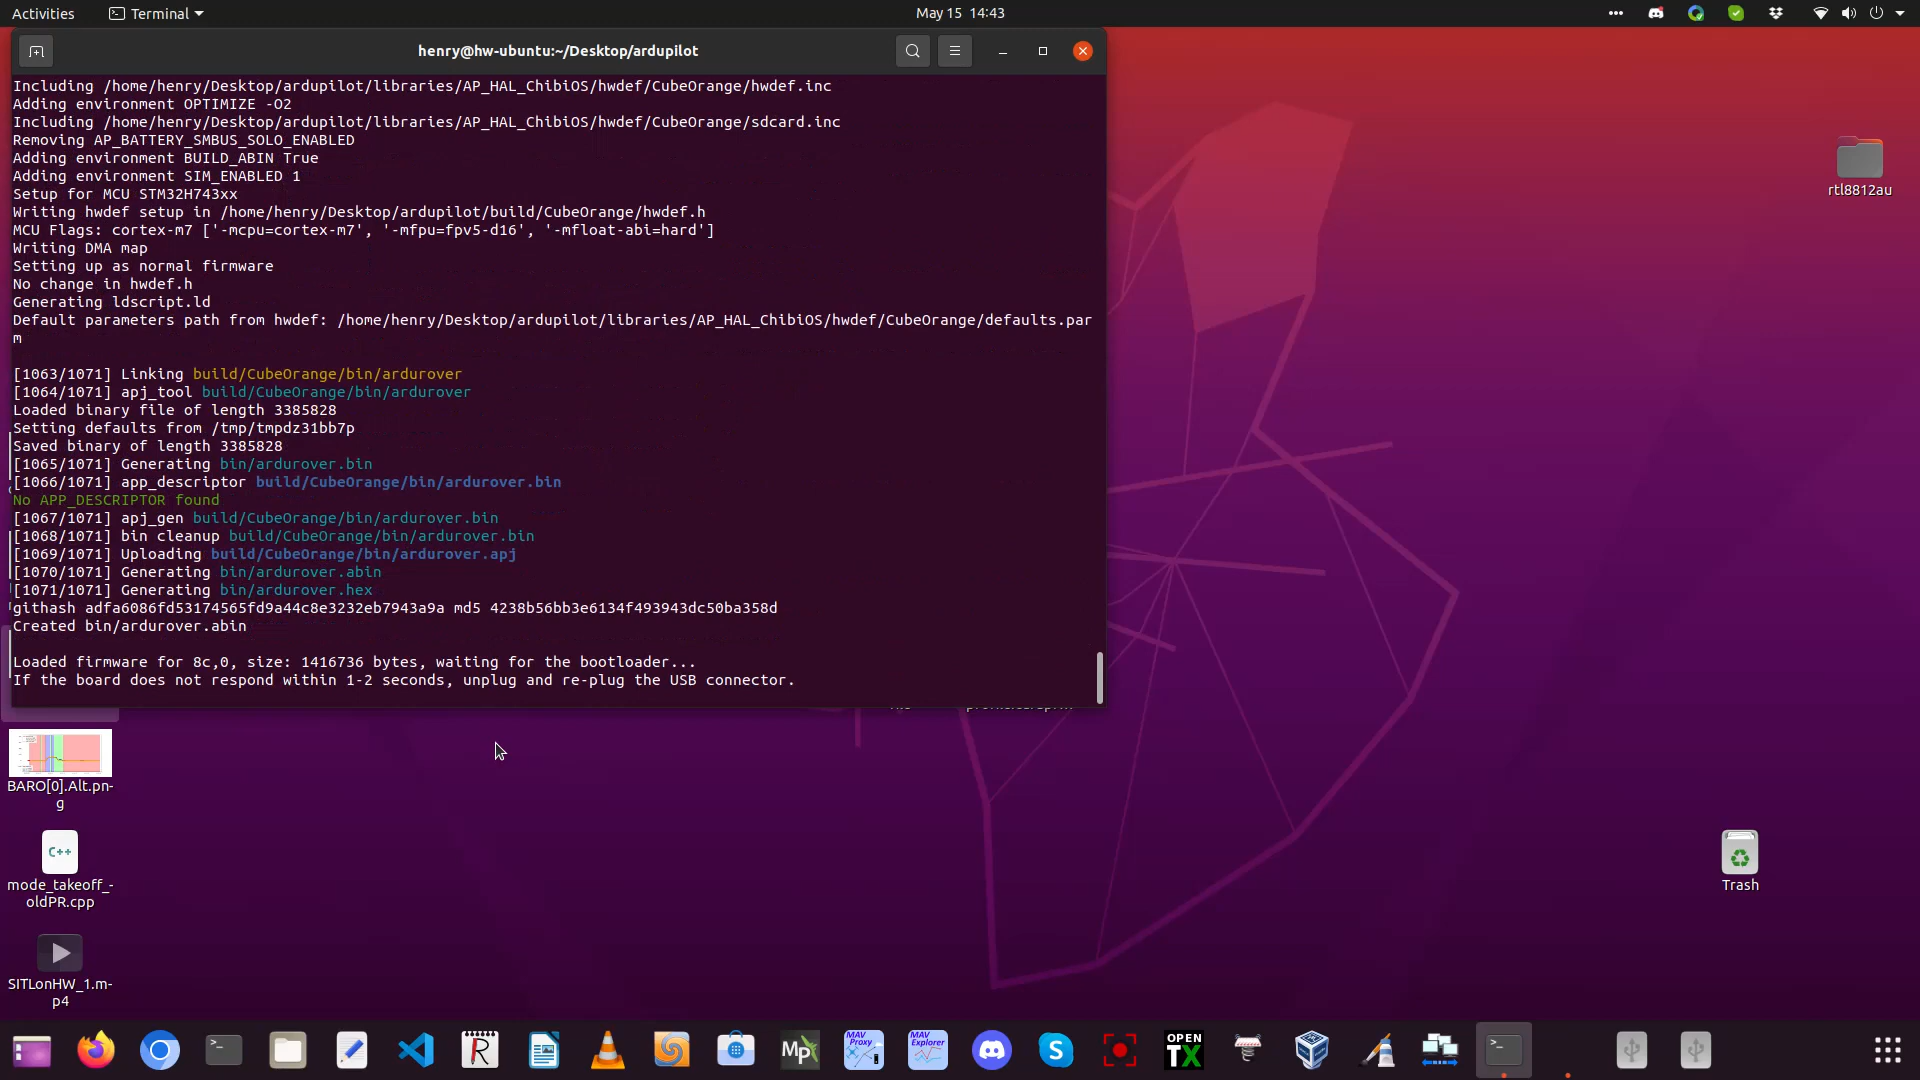 Activities
Terminal
May 15 14:43
henry@hw-ubuntu:~/Desktop/ardupilot
Including /home/henry/Desktop/ardupilot/libraries/AP_HAL_ChibiOS/hwdef/CubeOrange/hwdef.inc
Adding environment OPTIMIZE -O2
Including /home/henry/Desktop/ardupilot/libraries/AP_HAL_ChibiOS/hwdef/CubeOrange/sdcard.inc
Removing AP_BATTERY_SMBUS_SOLO_ENABLED
Adding environment BUILD_ABIN True
Adding environment SIM_ENABLED 1
Setup for MCU STM32H743xx
Writing hwdef setup in /home/henry/Desktop/ardupilot/build/CubeOrange/hwdef.h
MCU Flags: cortex-m7 ['-mcpu=cortex-m7', '-mfpu=fpv5-d16', '-mfloat-abi=hard']
Writing DMA map
Setting up as normal firmware
No change in hwdef.h
Generating ldscript.ld
Default parameters path from hwdef: /home/henry/Desktop/ardupilot/libraries/AP_HAL_ChibiOS/hwdef/CubeOrange/defaults.par
m
[1063/1071] Linking build/CubeOrange/bin/ardurover
[1064/1071] apj_tool build/CubeOrange/bin/ardurover
Loaded binary file of length 3385828
Setting defaults from /tmp/tmpdz31bb7p
Saved binary of length 3385828
[1065/1071] Generating bin/ardurover.bin
[1066/1071] app_descriptor build/CubeOrange/bin/ardurover.bin
No APP_DESCRIPTOR found
[1067/1071] apj_gen build/CubeOrange/bin/ardurover.bin
[1068/1071] bin cleanup build/CubeOrange/bin/ardurover.bin
[1069/1071] Uploading build/CubeOrange/bin/ardurover.apj
[1070/1071] Generating bin/ardurover.abin
[1071/1071] Generating bin/ardurover.hex
githash adfa6086fd53174565fd9a44c8e3232eb7943a9a md5 4238b56bb3e6134f493943dc50ba358d
Created bin/ardurover.abin
Loaded firmware for 8c,0, size: 1416736 bytes, waiting for the bootloader...
If the board does not respond within 1-2 seconds, unplug and re-plug the USB connector.
rtl8812au
BARO[0].Alt.pn-
g
C++
mode_takeoff_-
oldPR.cpp
SITLonHW_1.m-
p4
Trash
R
MP
MAV
Proxy
MAV
Explorer
S
OPEN
TX